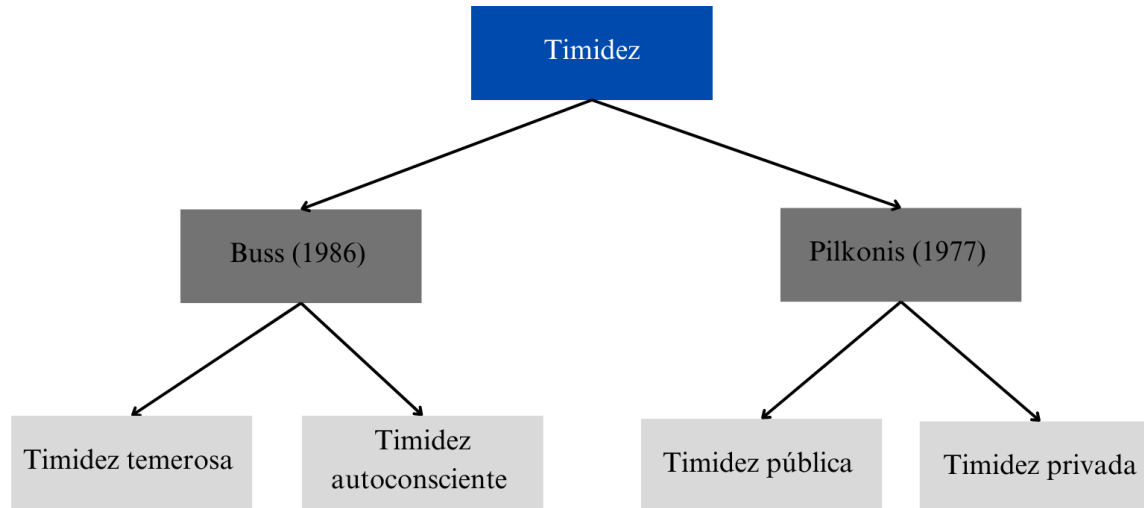 Timidez
Buss (1986)
Pilkonis (1977)
Timidez temerosa
Timidez
autoconsciente
Timidez pública
Timidez privada